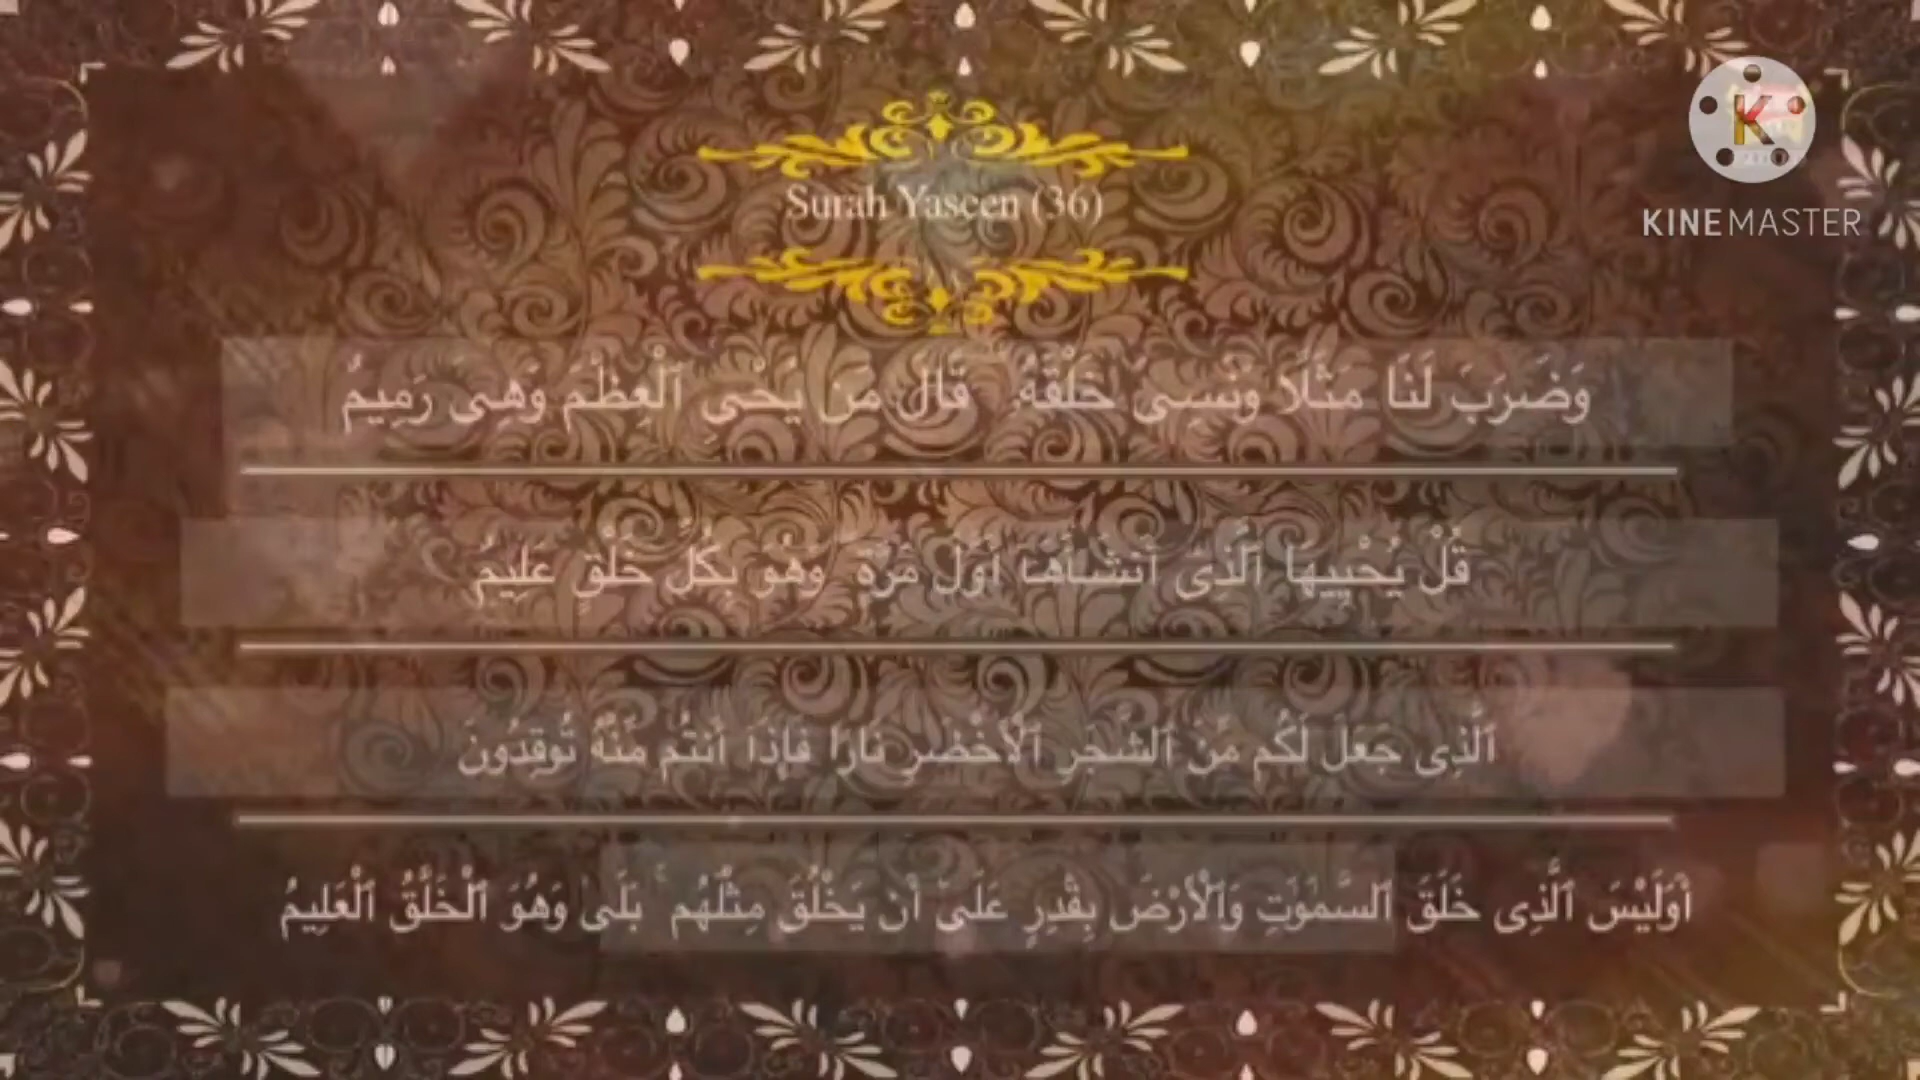 KINEMASTER
Surah Yaseen (36)
وَضَرَبَ لَنَا مَثَلًا وَنَسِىَ خَلْقَهُۥ ۖ قَالَ مَن يُحْىِ ٱلْعِظَٰمَ وَهِىَ رَمِيمٌ
قُلْ يُحْيِيهَا ٱلَّذِىٓ أَنشَأَهَآ أَوَّلَ مَرَّةٍ ۖ وَهُوَ بِكُلِّ خَلْقٍ عَلِيمٌ
ٱلَّذِى جَعَلَ لَكُم مِّنَ ٱلشَّجَرِ ٱلْأَخْضَرِ نَارًا فَإِذَآ أَنتُم مِّنْهُ تُوقِدُونَ
أَوَلَيْسَ ٱلَّذِى خَلَقَ ٱلسَّمَٰوَٰتِ وَٱلْأَرْضَ بِقَٰدِرٍ عَلَىٰٓ أَن يَخْلُقَ مِثْلَهُم ۚ بَلَىٰ وَهُوَ ٱلْخَلَّٰقُ ٱلْعَلِيمُ